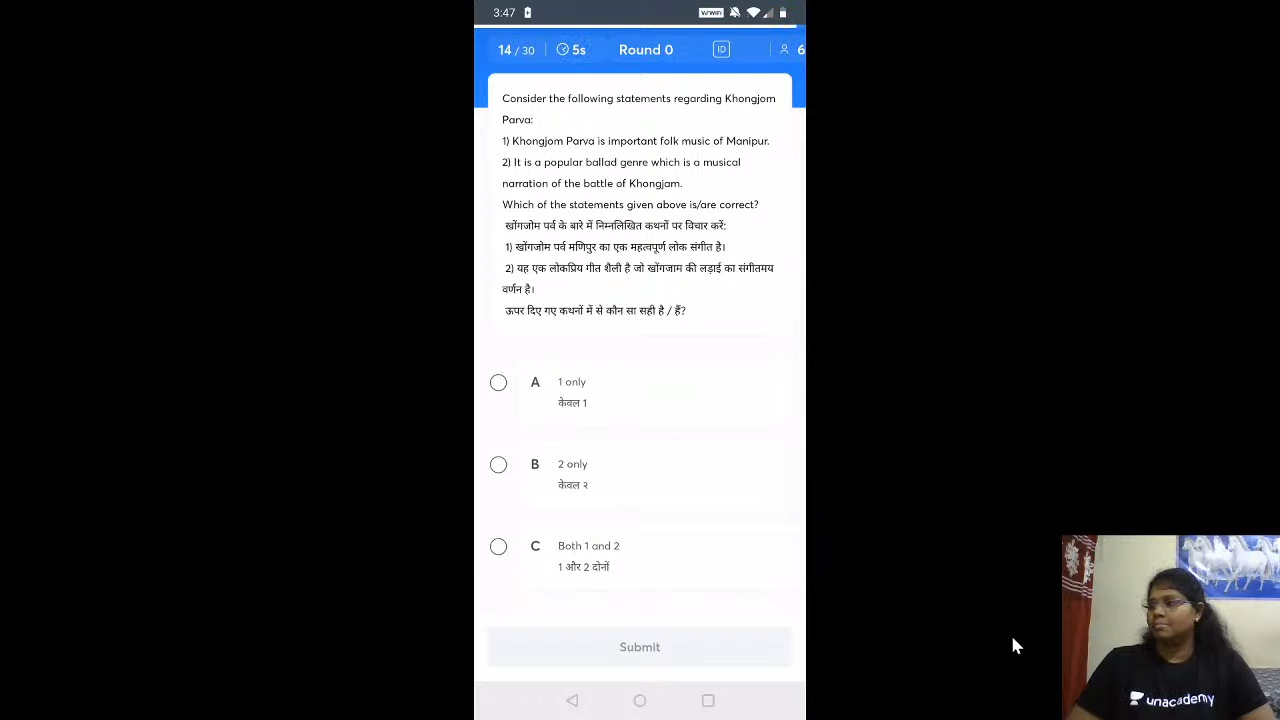 3:47
vrwin
14 / 30
5s
Round 0
ID
6
Consider the following statements regarding Khongjom
Parva:
1) Khongjom Parva is important folk music of Manipur.
2) It is a popular ballad genre which is a musical
narration of the battle of Khongjam.
Which of the statements given above is/are correct?
खोंगजोम पर्व के बारे में निम्नलिखित कथनों पर विचार करें:
1) खोंगजोम पर्व मणिपुर का एक महत्वपूर्ण लोक संगीत है।
2) यह एक लोकप्रिय गीत शैली है जो खोंगजाम की लड़ाई का संगीतमय
वर्णन है।
ऊपर दिए गए कथनों में से कौन सा सही है / हैं?
A 1 only
केवल 1
B 2 only
केवल २
C Both 1 and 2
1 और 2 दोनों
Submit
unacademy